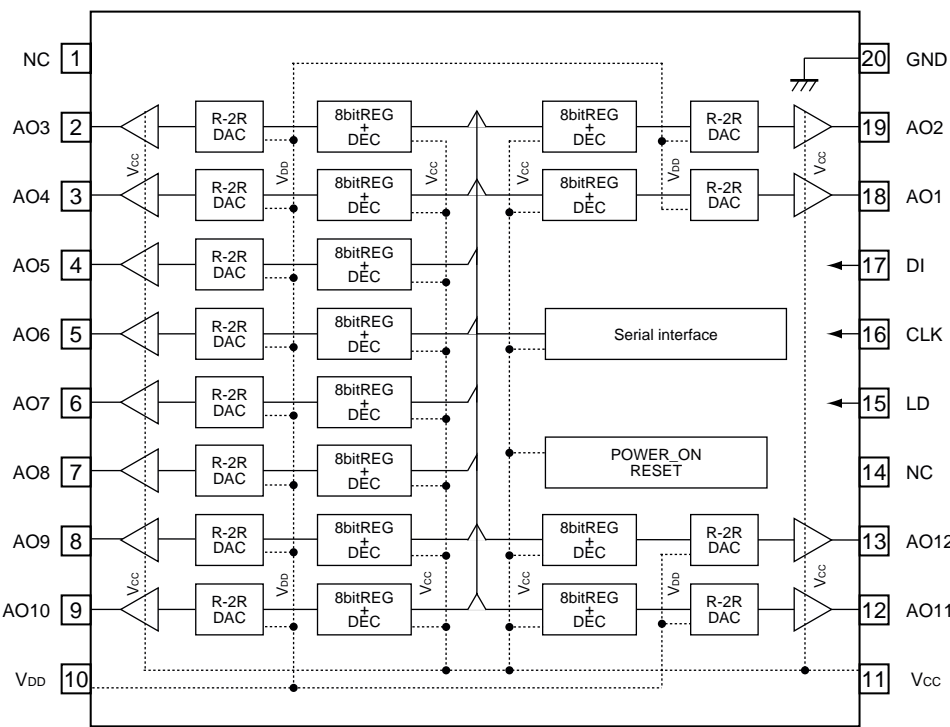 NC 1 20 GND
AO3 2 R-2R DAC 8bitREG + DEC 8bitREG + DEC R-2R DAC 19 AO2
VCC VDD VCC VCC VDD VCC
AO4 3 R-2R DAC 8bitREG + DEC 8bitREG + DEC R-2R DAC 18 AO1
AO5 4 R-2R DAC 8bitREG + DEC 17 DI
AO6 5 R-2R DAC 8bitREG + DEC Serial interface 16 CLK
AO7 6 R-2R DAC 8bitREG + DEC 15 LD
AO8 7 R-2R DAC 8bitREG + DEC POWER_ON RESET 14 NC
AO9 8 R-2R DAC 8bitREG + DEC 8bitREG + DEC R-2R DAC 13 AO12
VCC VDD VCC VCC VDD VCC
AO10 9 R-2R DAC 8bitREG + DEC 8bitREG + DEC R-2R DAC 12 AO11
VDD 10 11 VCC